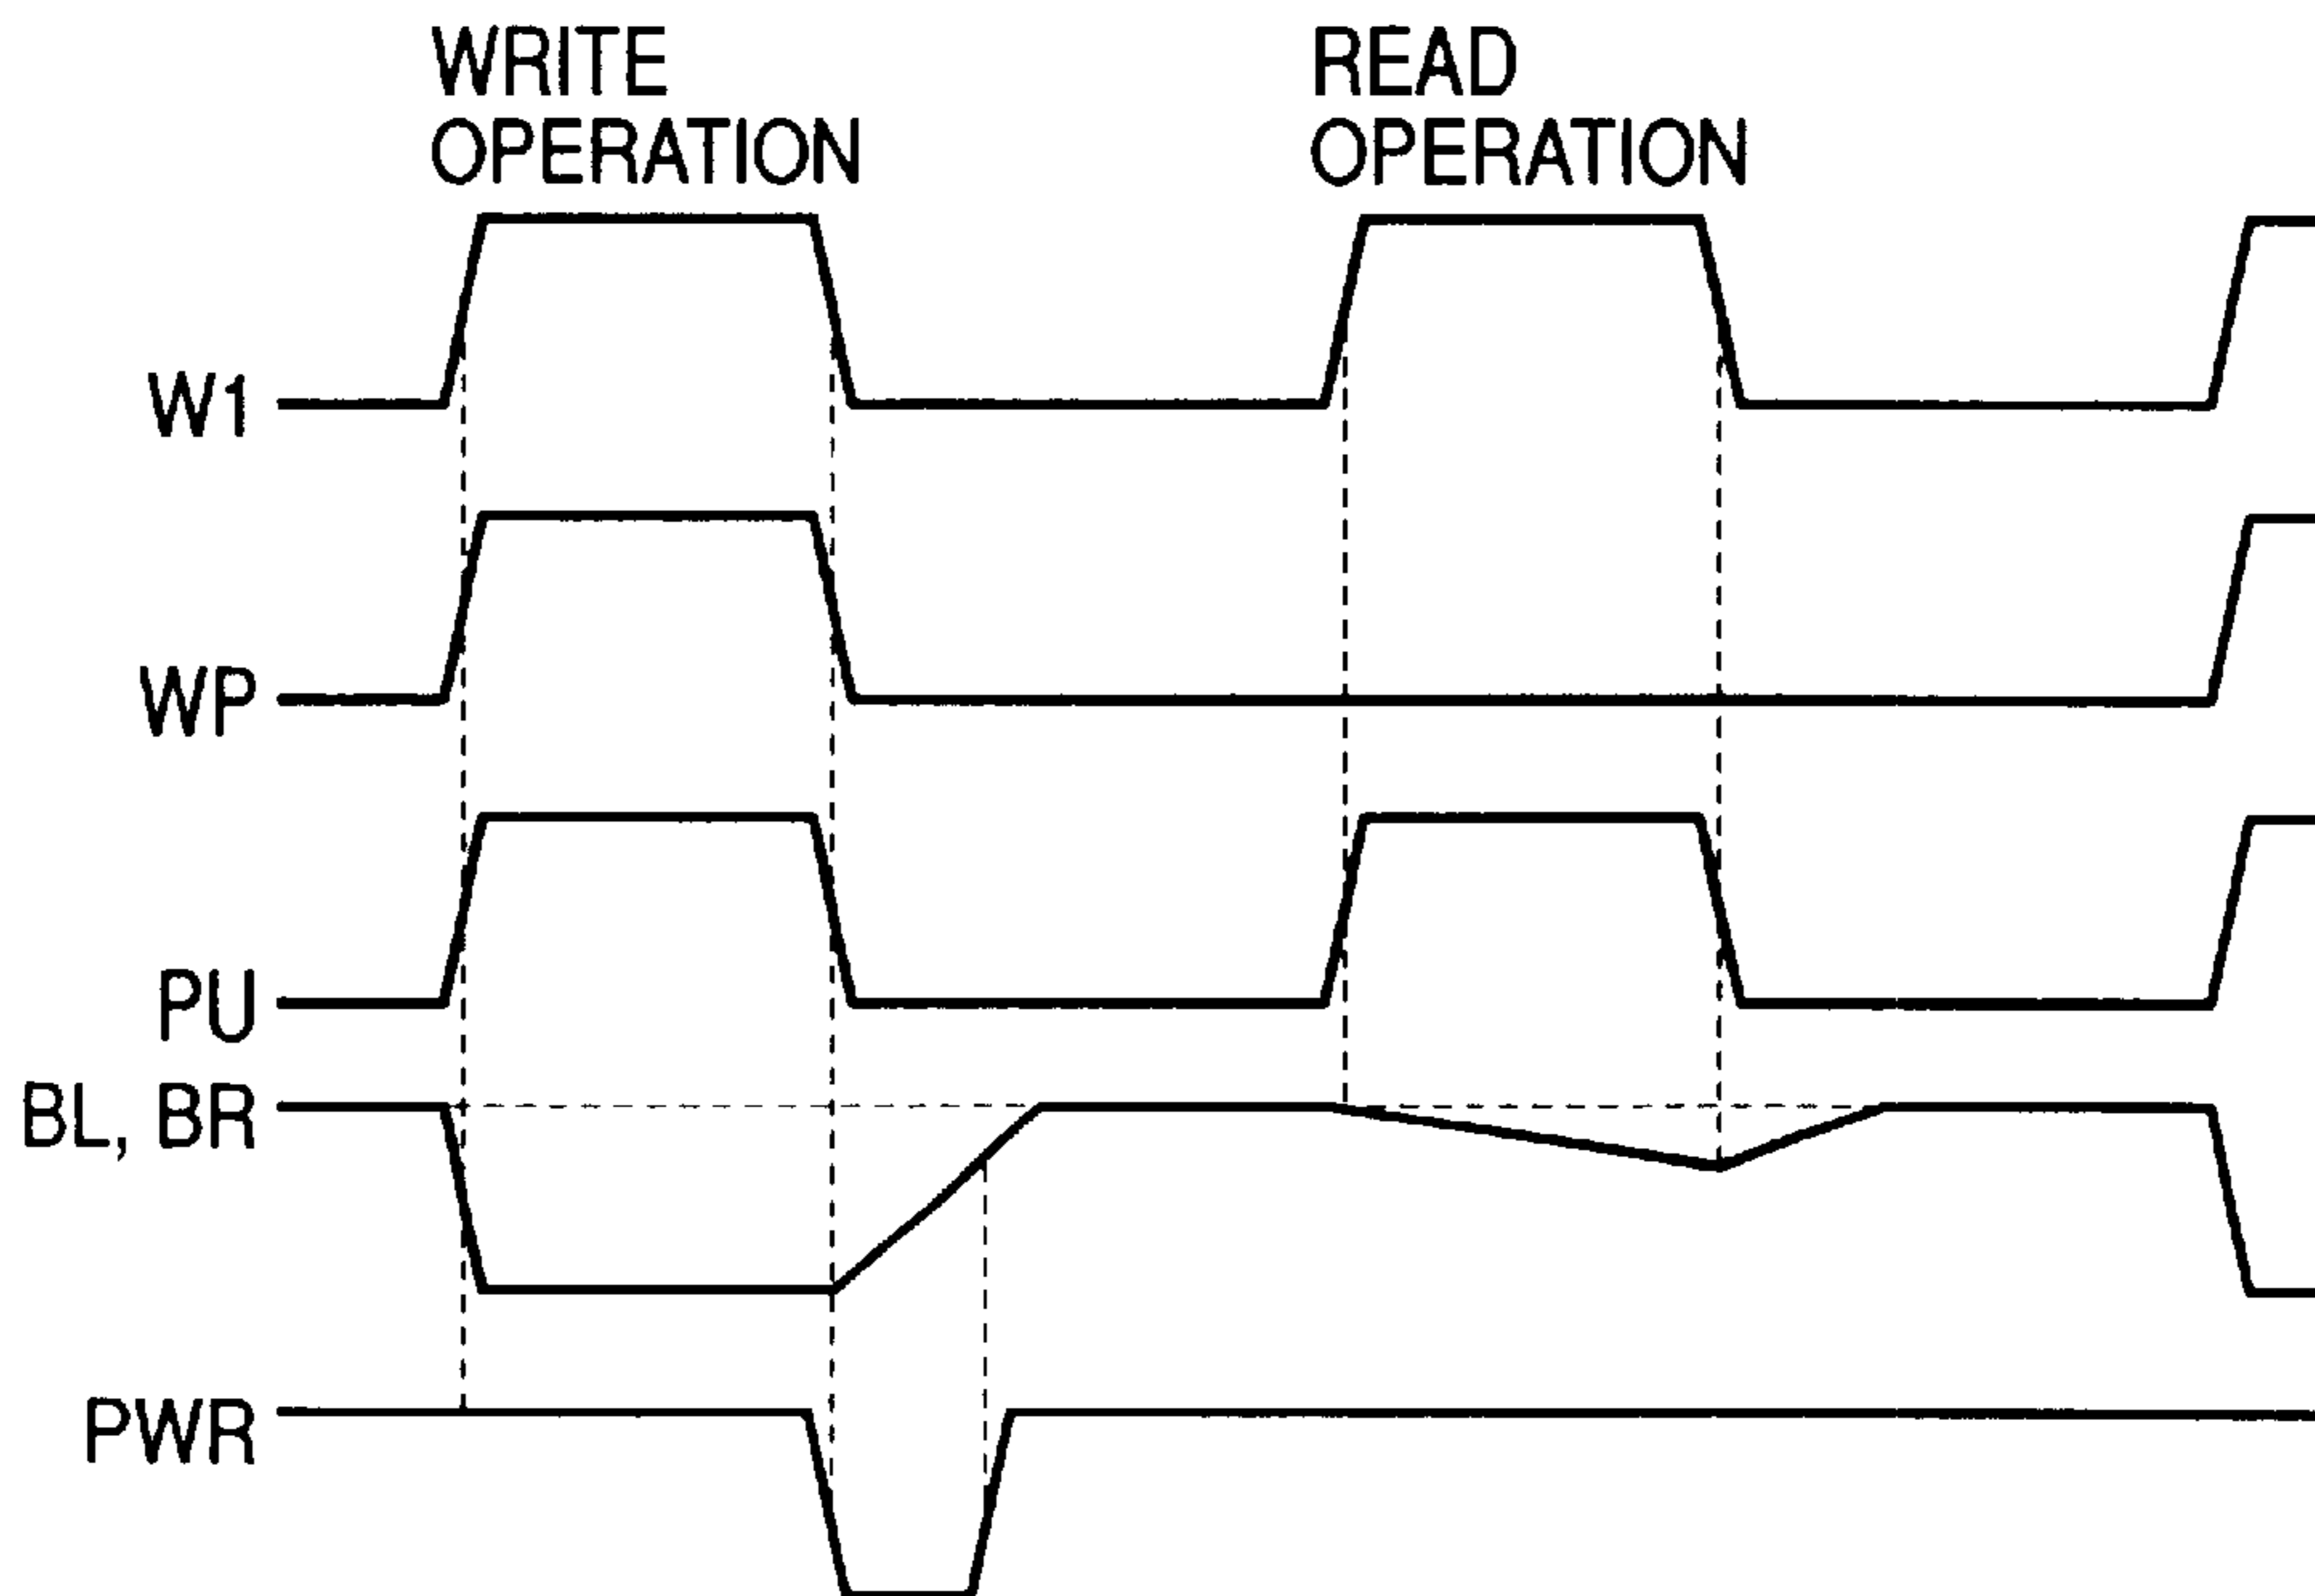 WRITE
OPERATION
READ
OPERATION
W1
WP
PU
BL, BR
PWR